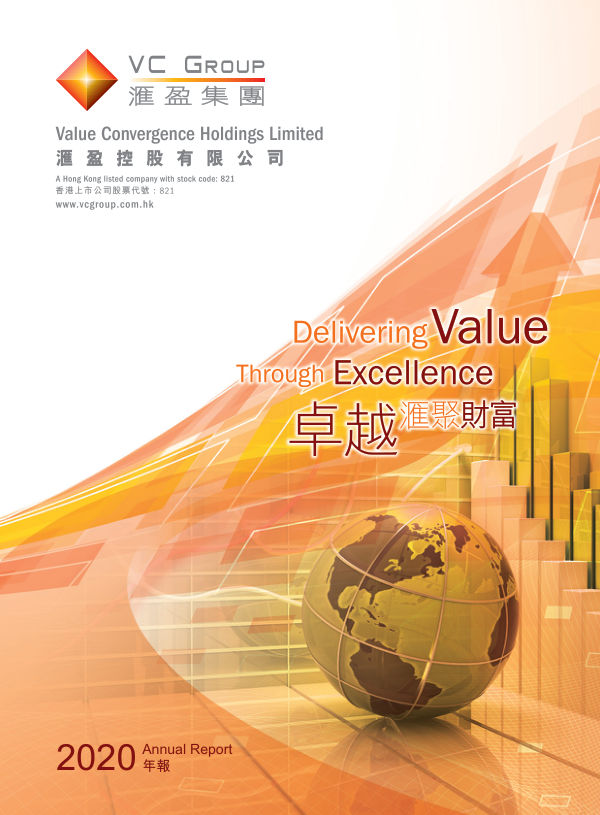 VC GROUP
滙盈集團
Value Convergence Holdings Limited
滙盈控股有限公司
A Hong Kong listed company with stock code: 821
香港上市公司股票代號：821
www.vcgroup.com.hk
Delivering Value
Through Excellence
卓越滙聚財富
2020 Annual Report
年報